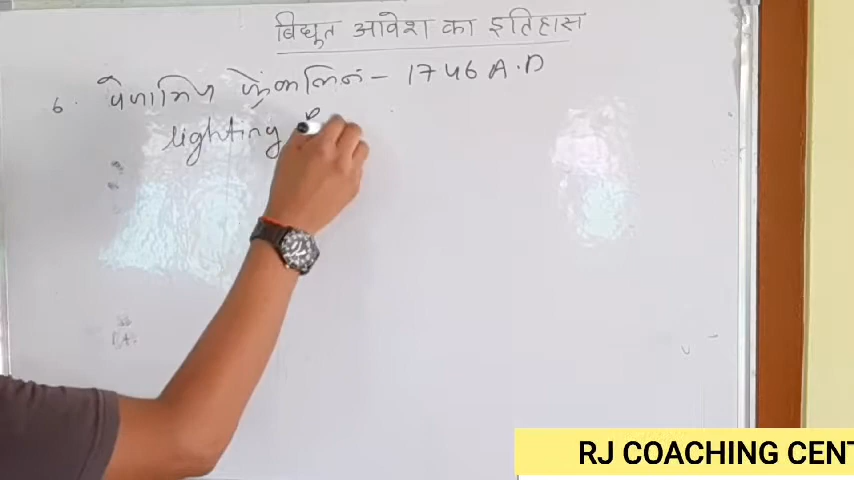 विधुत आवेश का इतिहास
6. वेजामिन फ्रेंकलिन - 1746 A.D
lighting
RJ COACHING CENT